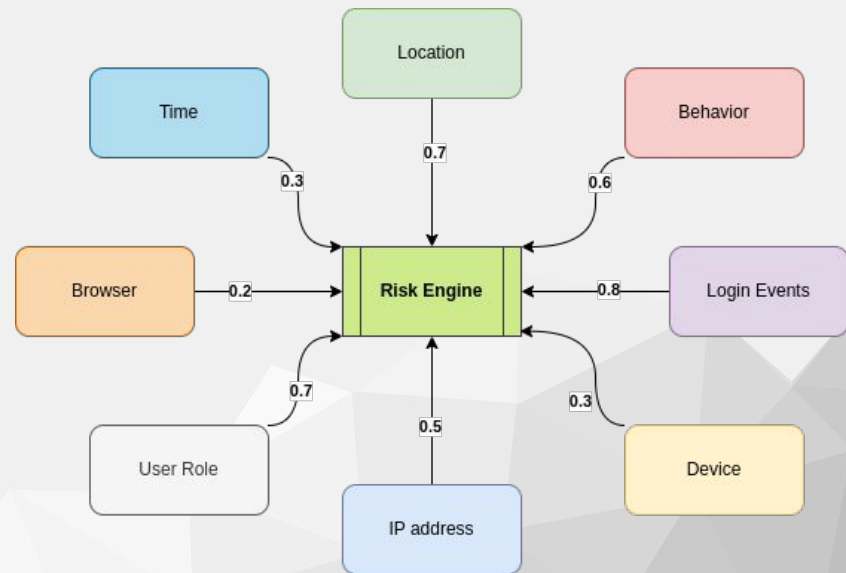 Location
Time
Behavior
0.7
0.3
0.6
Browser
0.2
Risk Engine
0.8
Login Events
0.7
0.5
0.3
User Role
Device
IP address